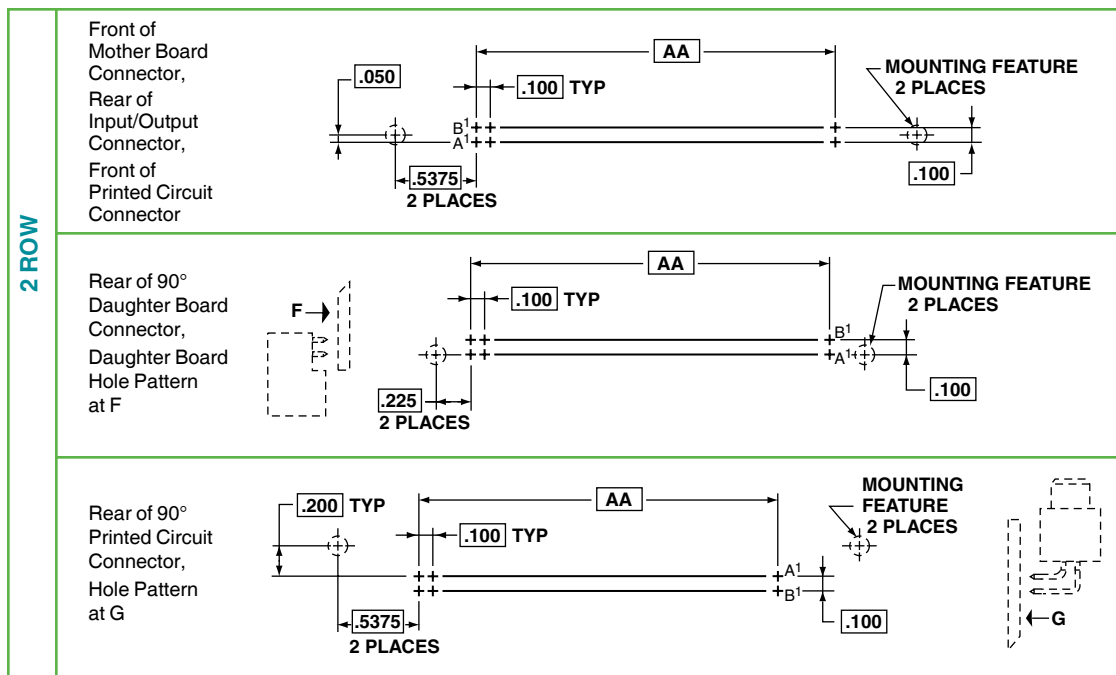 2 ROW
Front of
Mother Board
Connector,
Rear of
Input/Output
Connector,
Front of
Printed Circuit
Connector
.050
AA
.100 TYP
B1
A1
.5375
2 PLACES
MOUNTING FEATURE
2 PLACES
.100
Rear of 90°
Daughter Board
Connector,
Daughter Board
Hole Pattern
at F
F
AA
.100 TYP
.225
2 PLACES
MOUNTING FEATURE
2 PLACES
B1
A1
.100
Rear of 90°
Printed Circuit
Connector,
Hole Pattern
at G
.200 TYP
AA
.100 TYP
.5375
2 PLACES
MOUNTING
FEATURE
2 PLACES
A1
B1
.100
G